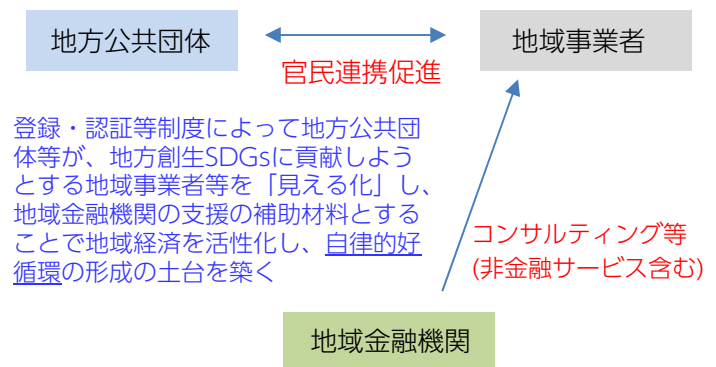 地方公共団体
地域事業者
官民連携促進
登録・認証等制度によって地方公共団
体等が、地方創生SDGsに貢献しよう
とする地域事業者等を「見える化」し、
地域金融機関の支援の補助材料とする
ことで地域経済を活性化し、自律的好
循環の形成の土台を築く
コンサルティング等
(非金融サービス含む)
地域金融機関